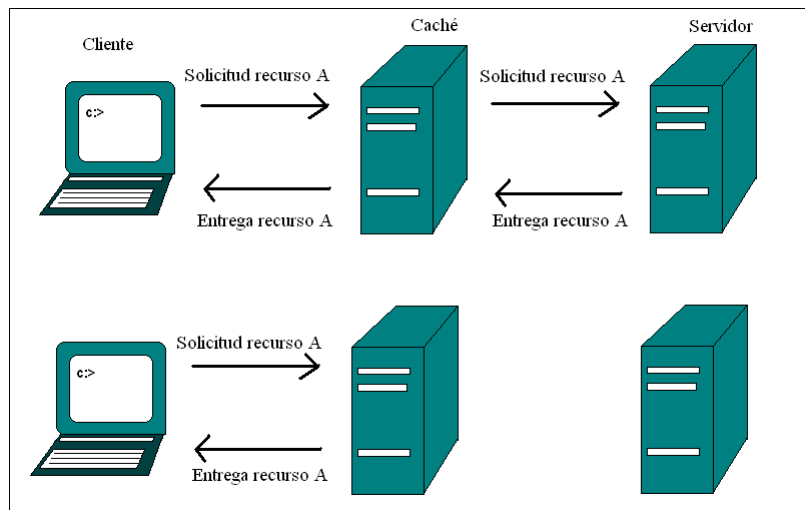 Cliente
Caché
Servidor
Solicitud recurso A
Solicitud recurso A
c:>
Entrega recurso A
Entrega recurso A
Solicitud recurso A
c:>
Entrega recurso A